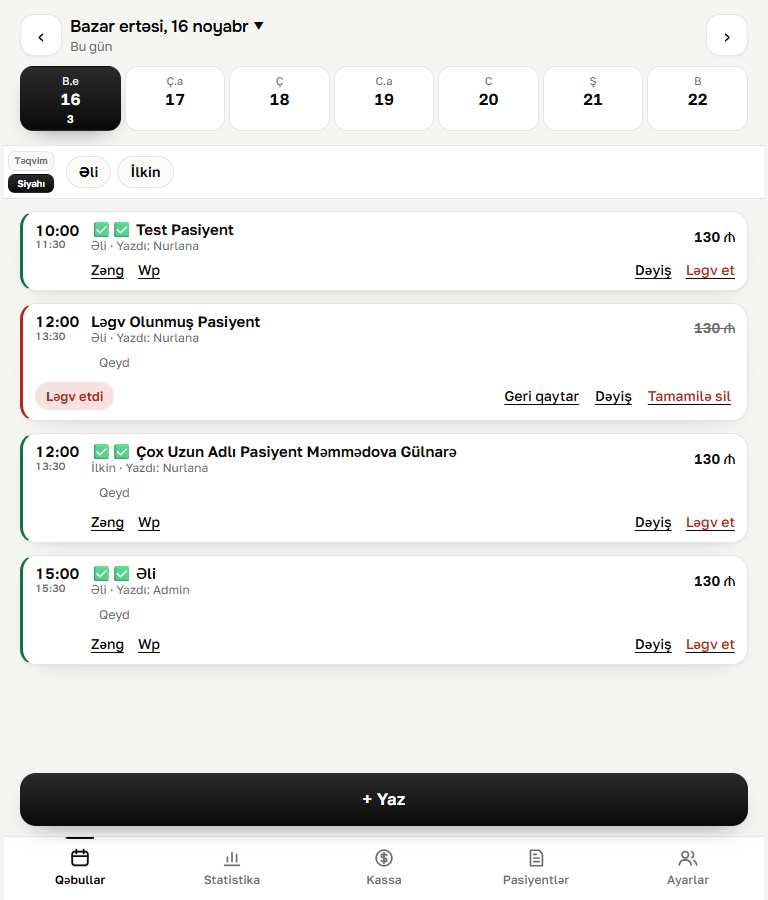 ‹
Bazar ertəsi, 16 noyabr ▼
Bu gün
›
B.e
16
3
Ç.a
17
Ç
18
C.a
19
C
20
Ş
21
B
22
Təqvim
Siyahı
Əli
İlkin
10:00 ✅ ✅ Test Pasiyent
11:30 Əli · Yazdı: Nurlana
130 ₼
Zəng Wp Dəyiş Ləğv et
12:00 Ləğv Olunmuş Pasiyent
13:30 Əli · Yazdı: Nurlana
130 ₼
Qeyd
Ləğv etdi Geri qaytar Dəyiş Tamamilə sil
12:00 ✅ ✅ Çox Uzun Adlı Pasiyent Məmmədova Gülnarə
13:30 İlkin · Yazdı: Nurlana
130 ₼
Qeyd
Zəng Wp Dəyiş Ləğv et
15:00 ✅ ✅ Əli
15:30 Əli · Yazdı: Admin
130 ₼
Qeyd
Zəng Wp Dəyiş Ləğv et
+ Yaz
Qəbullar Statistika Kassa Pasiyentlər Ayarlar